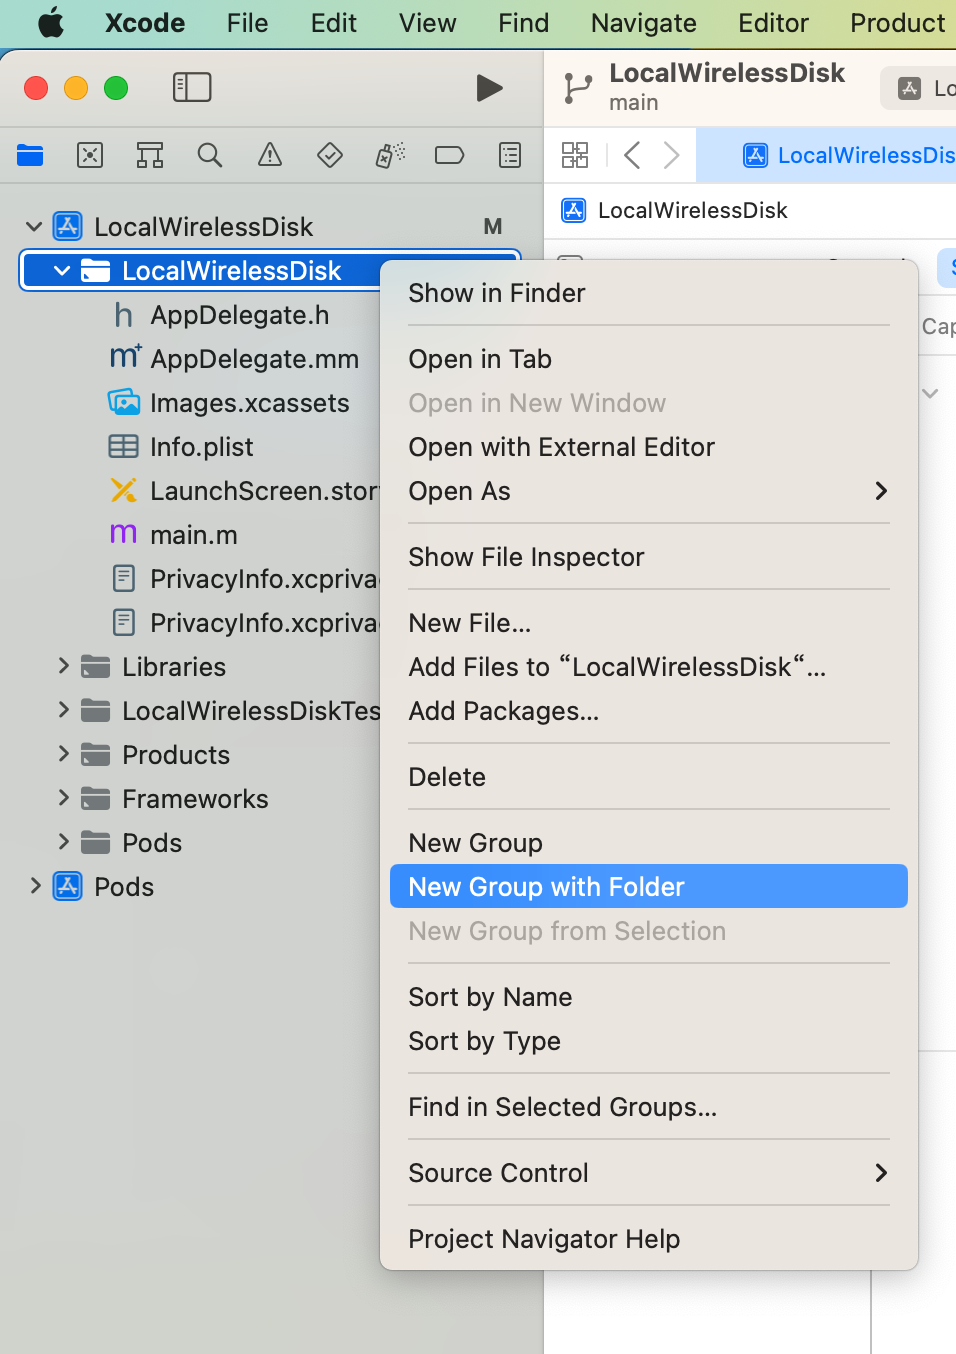 Xcode File Edit View Find Navigate Editor Product
LocalWirelessDisk
main
Lo
LocalWirelessDis
LocalWirelessDisk
LocalWirelessDisk M
LocalWirelessDisk
AppDelegate.h
AppDelegate.mm
Images.xcassets
Info.plist
LaunchScreen.stor
main.m
PrivacyInfo.xcpriva
PrivacyInfo.xcpriva
Libraries
LocalWirelessDiskTes
Products
Frameworks
Pods
Pods
Show in Finder
Open in Tab
Open in New Window
Open with External Editor
Open As
Show File Inspector
New File...
Add Files to “LocalWirelessDisk“...
Add Packages...
Delete
New Group
New Group with Folder
New Group from Selection
Sort by Name
Sort by Type
Find in Selected Groups...
Source Control
Project Navigator Help
Cap